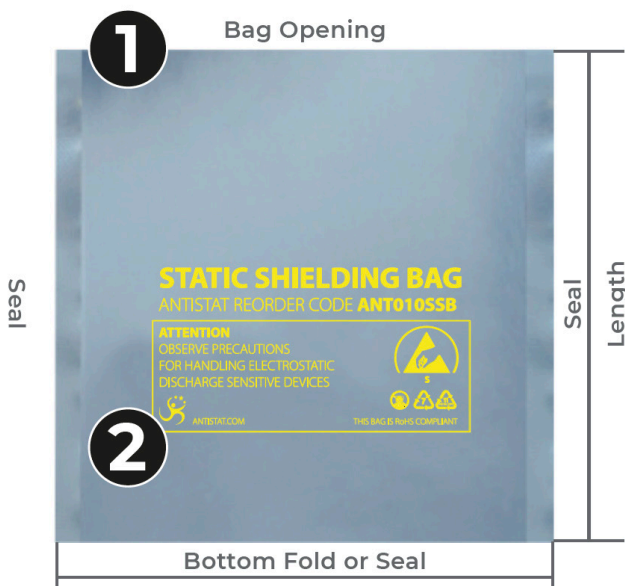 1
Bag Opening
Seal
Seal
Length
STATIC SHIELDING BAG
ANTISTAT REORDER CODE ANT010SSB
ATTENTION
OBSERVE PRECAUTIONS
FOR HANDLING ELECTROSTATIC
DISCHARGE SENSITIVE DEVICES
S
2
ANTISTAT.COM
THIS BAG IS RoHS COMPLIANT
Bottom Fold or Seal